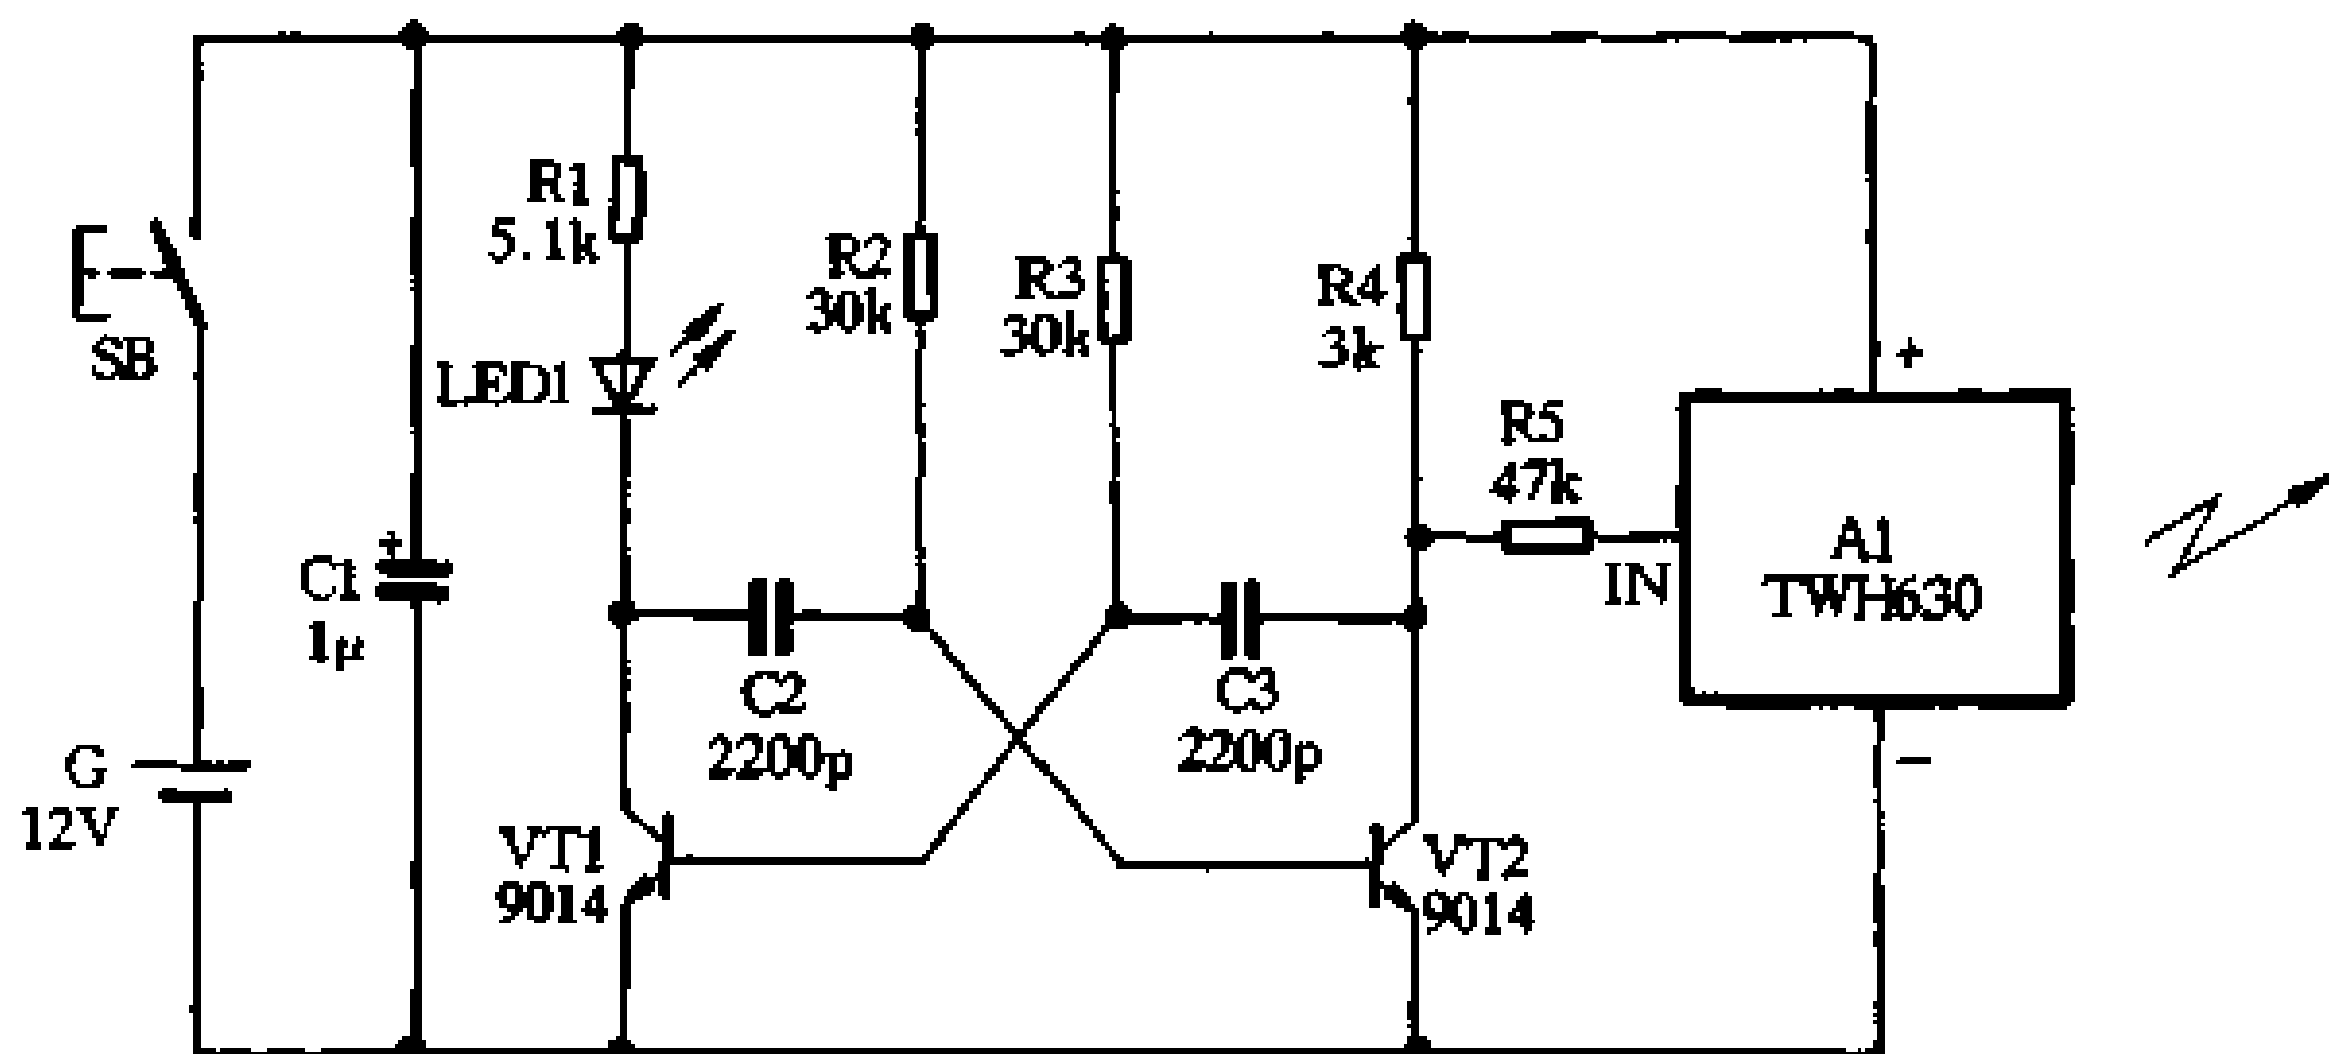 R1
5.1k
R2
30k
R3
30k
R4
3k
SB
LED1
+
R5
47k
+
C1
1μ
IN
A1
TWH630
C2
2200p
C3
2200p
G
12V
−
VT1
9014
VT2
9014